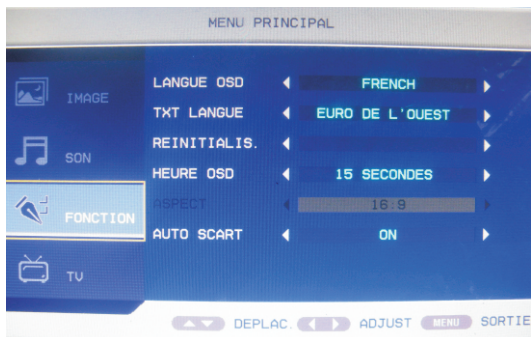 MENU PRINCIPAL
IMAGE
SON
FONCTION
TV
LANGUE OSD FRENCH
TXT LANGUE EURO DE L'OUEST
REINITIALIS.
HEURE OSD 15 SECONDES
ASPECT 16:9
AUTO SCART ON
DEPLAC. ADJUST MENU SORTIE